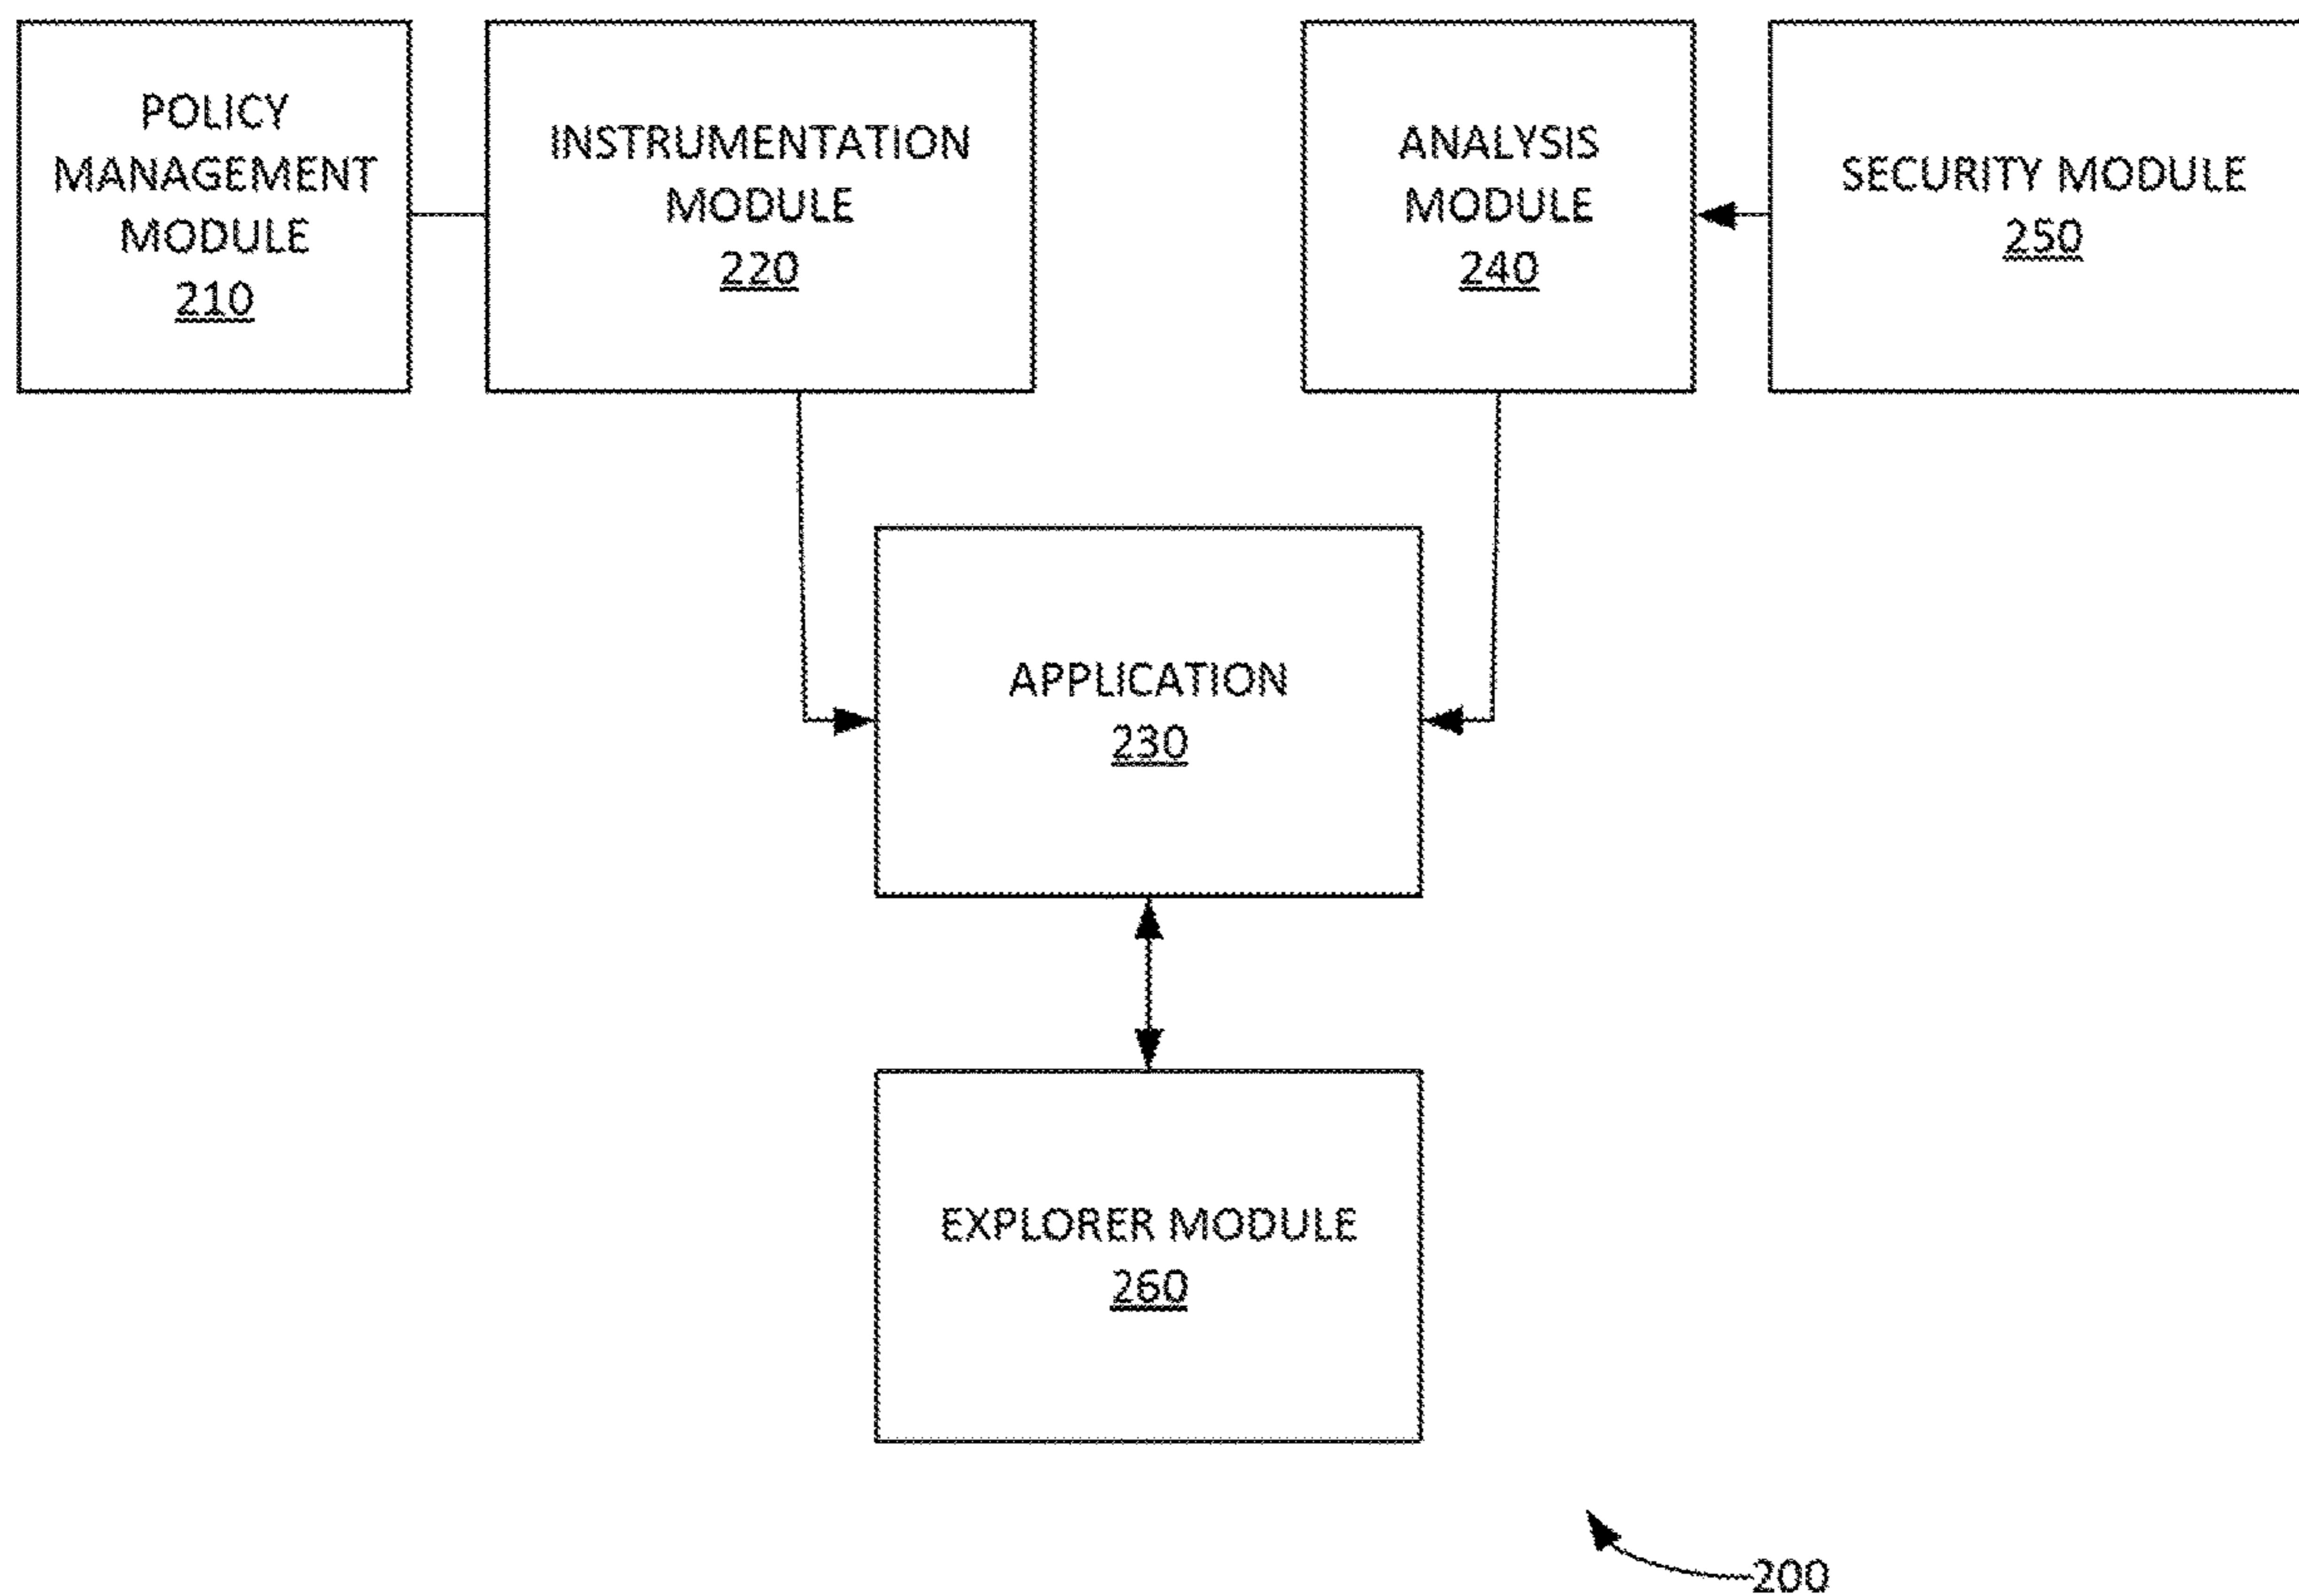 POLICY
MANAGEMENT
MODULE
210
INSTRUMENTATION
MODULE
220
ANALYSIS
MODULE
240
SECURITY MODULE
250
APPLICATION
230
EXPLORER MODULE
260
200